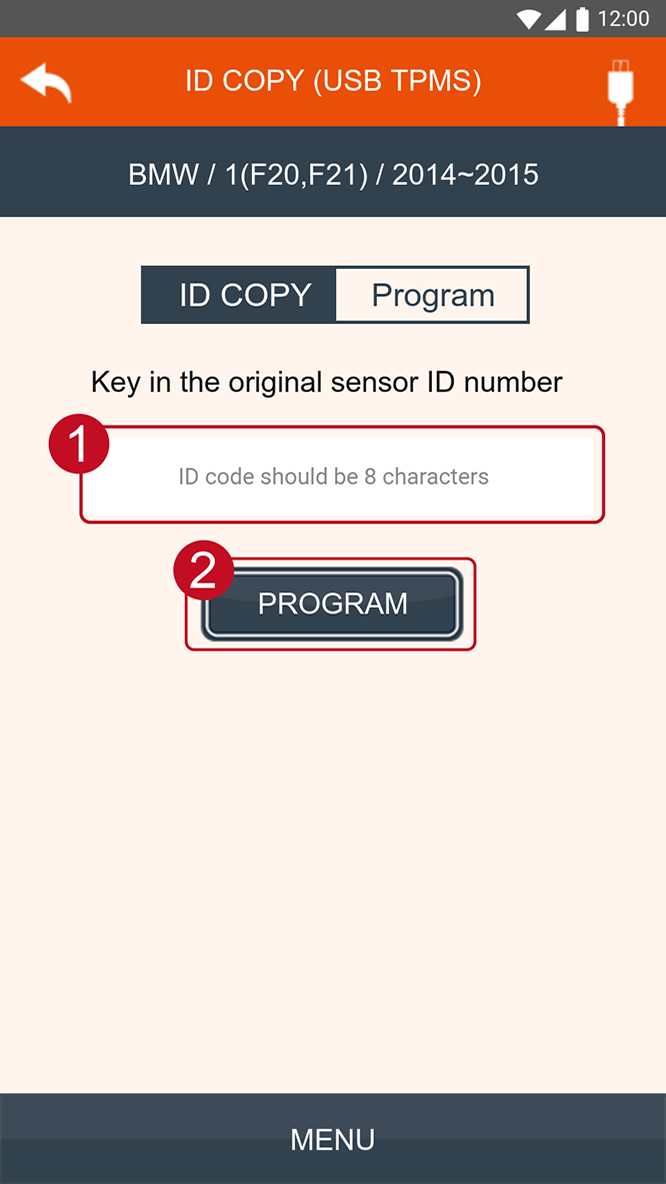 12:00
ID COPY (USB TPMS)
BMW / 1(F20,F21) / 2014~2015
ID COPY Program
Key in the original sensor ID number
1
ID code should be 8 characters
2
PROGRAM
MENU